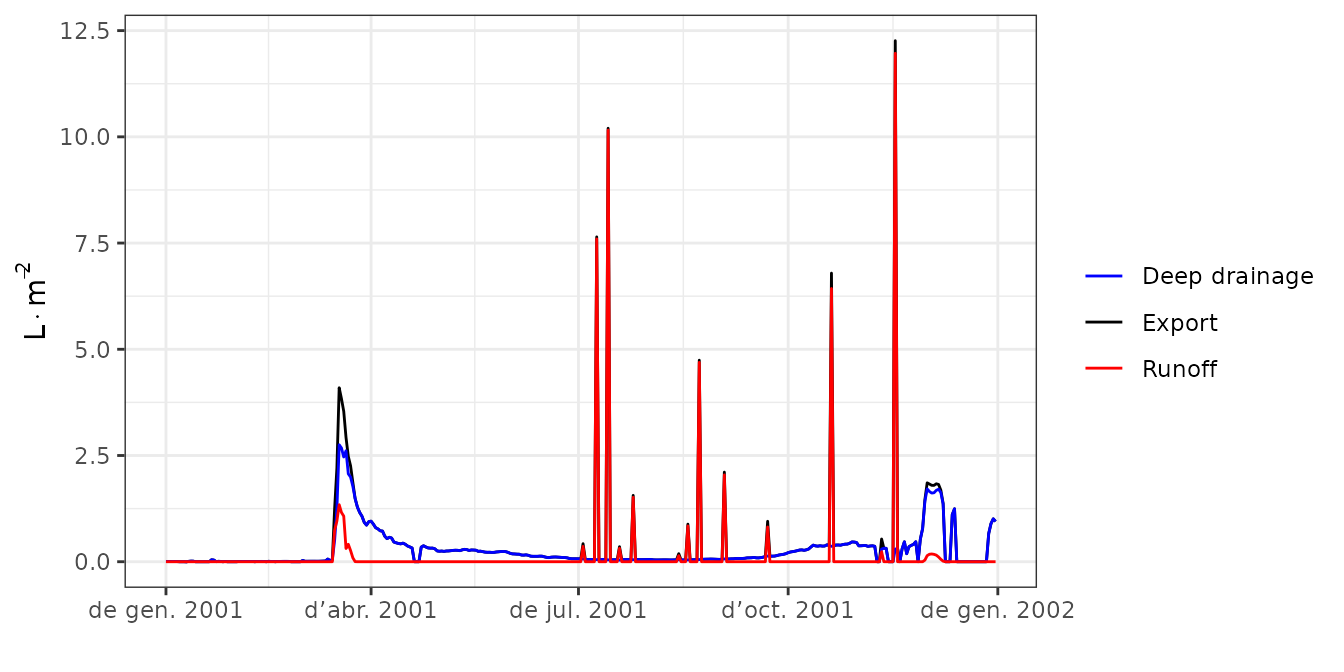 12.5
10.0
7.5
5.0
2.5
0.0
L · m⁻²
de gen. 2001
d’abr. 2001
de jul. 2001
d’oct. 2001
de gen. 2002
Deep drainage
Export
Runoff